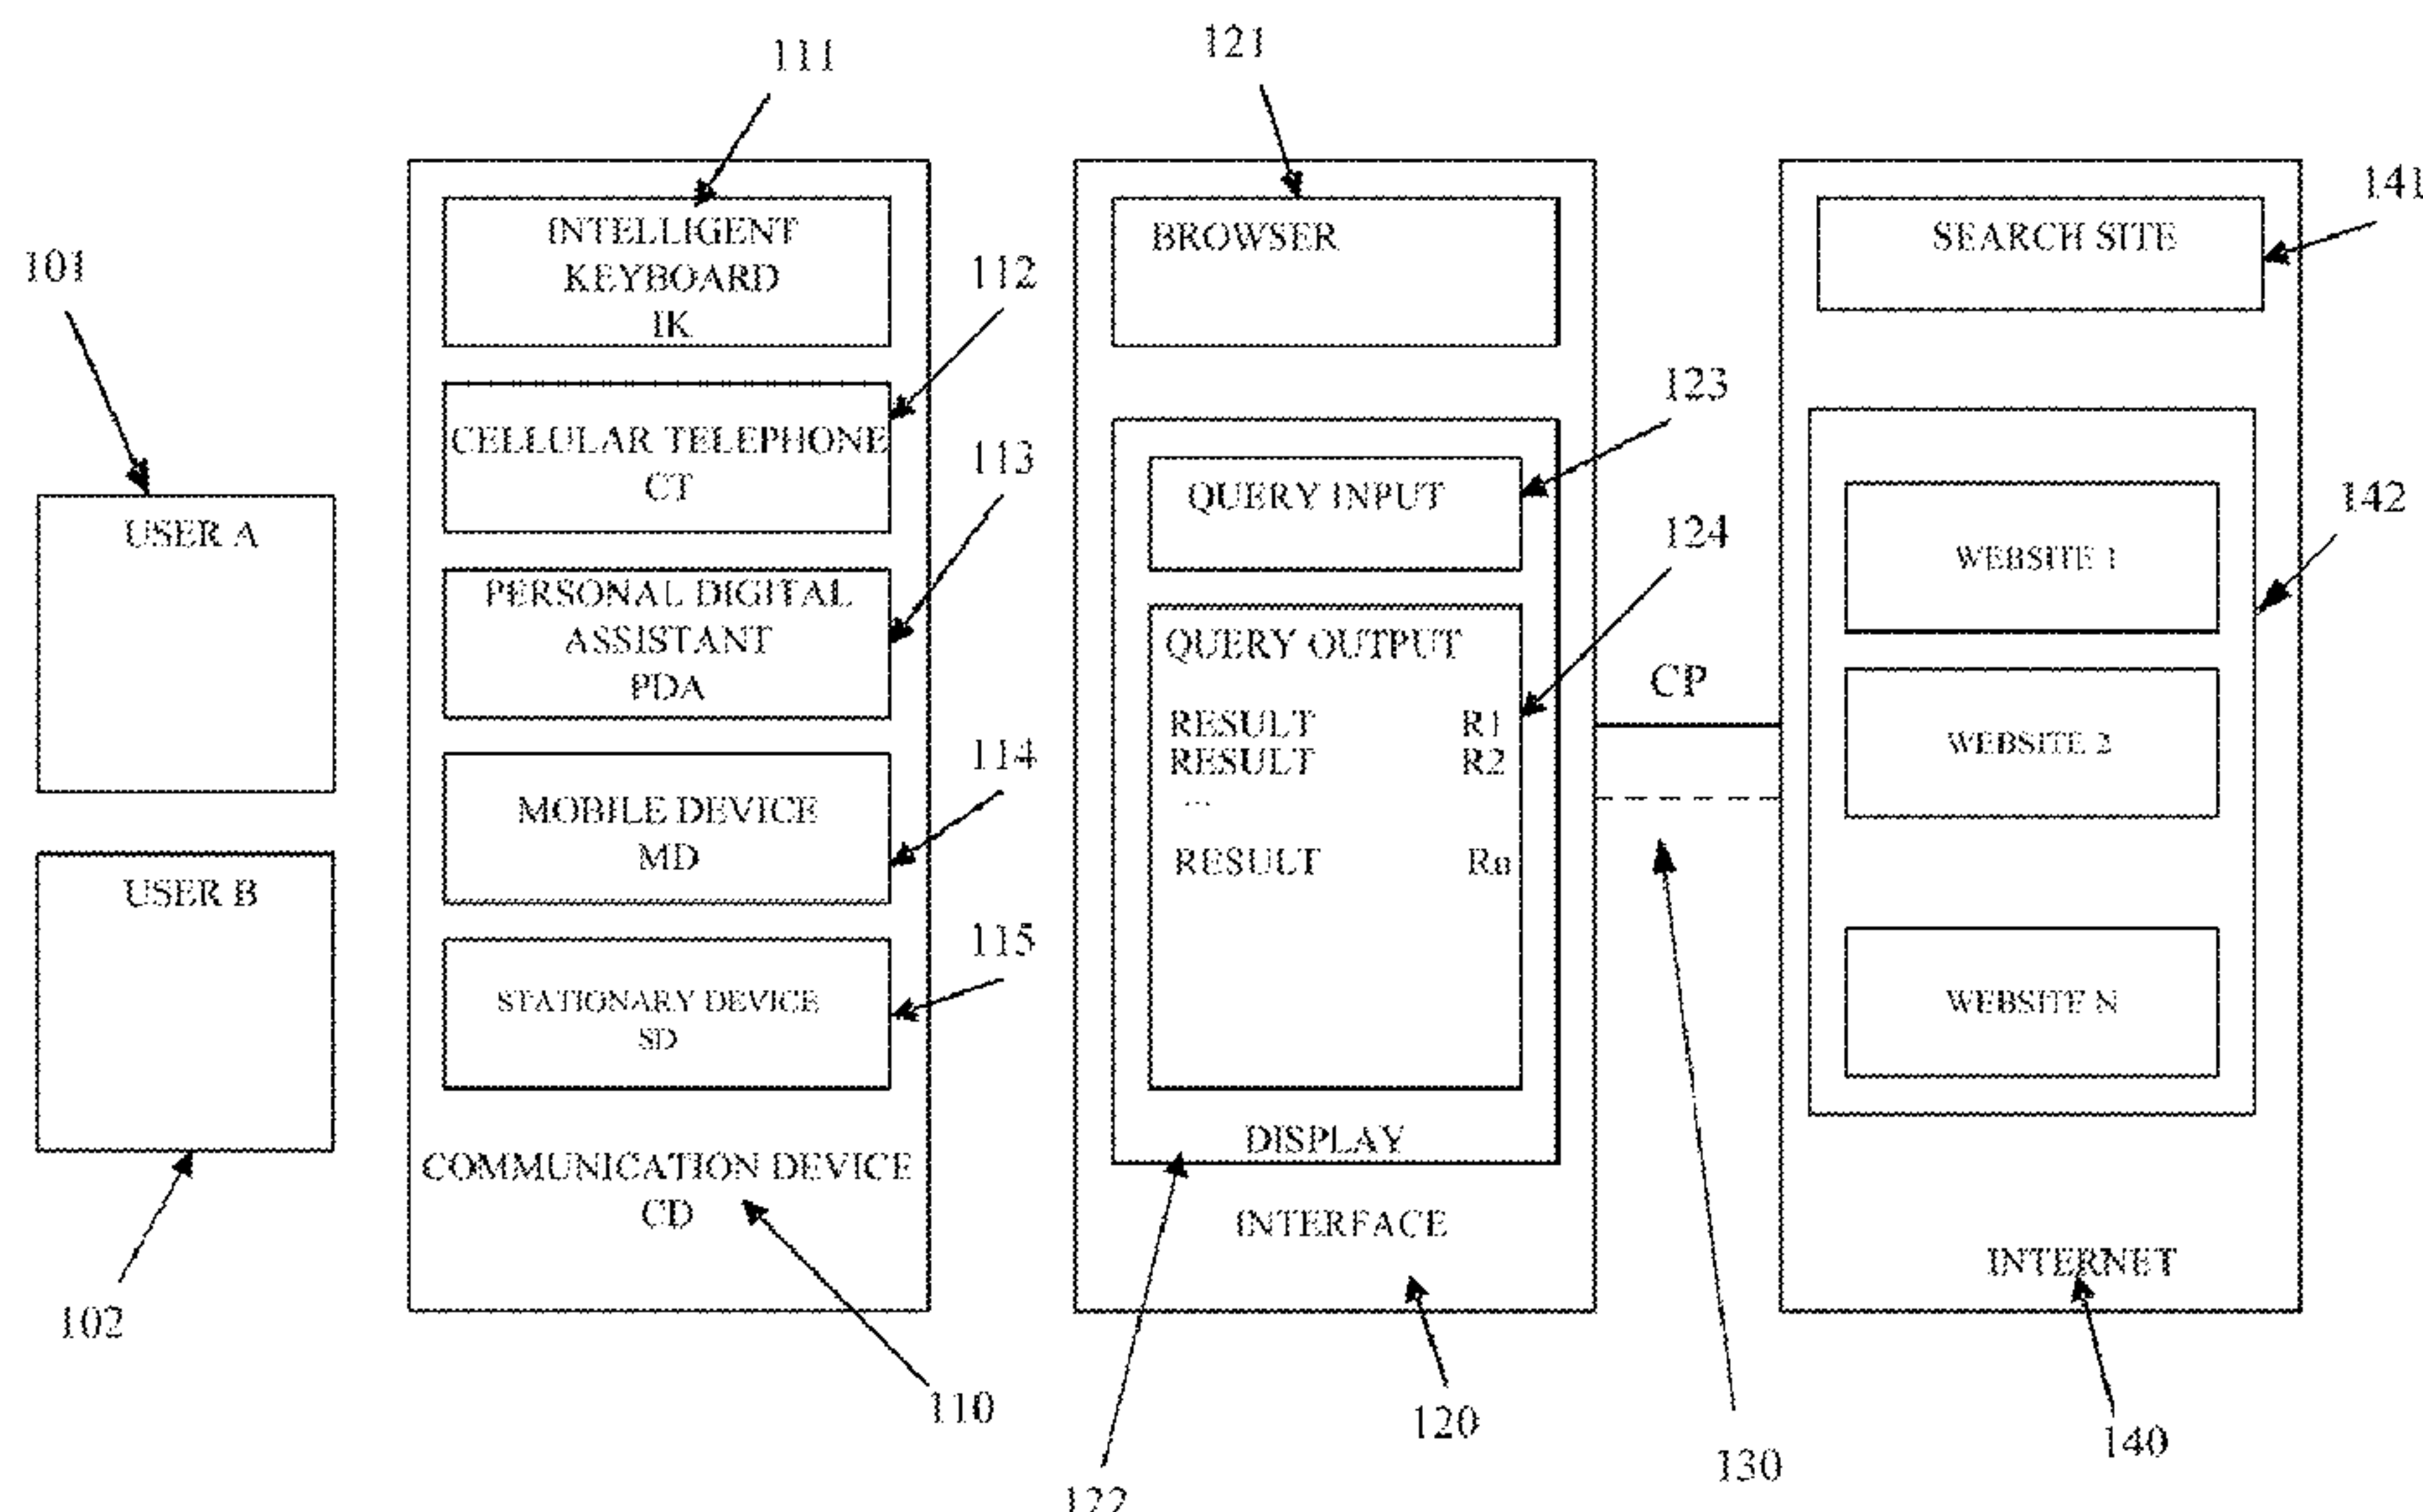 111
121
141
101
INTELLIGENT
KEYBOARD
IK
112
BROWSER
SEARCH SITE
123
CELLULAR TELEPHONE
CT
113
QUERY INPUT
124
142
USER A
PERSONAL DIGITAL
ASSISTANT
PDA
QUERY OUTPUT
RESULT R1
RESULT R2
...
RESULT Rn
CP
WEBSITE 1
WEBSITE 2
WEBSITE N
114
MOBILE DEVICE
MD
USER B
115
STATIONARY DEVICE
SD
DISPLAY
COMMUNICATION DEVICE
CD
INTERFACE
INTERNET
102
110
120
130
140
122